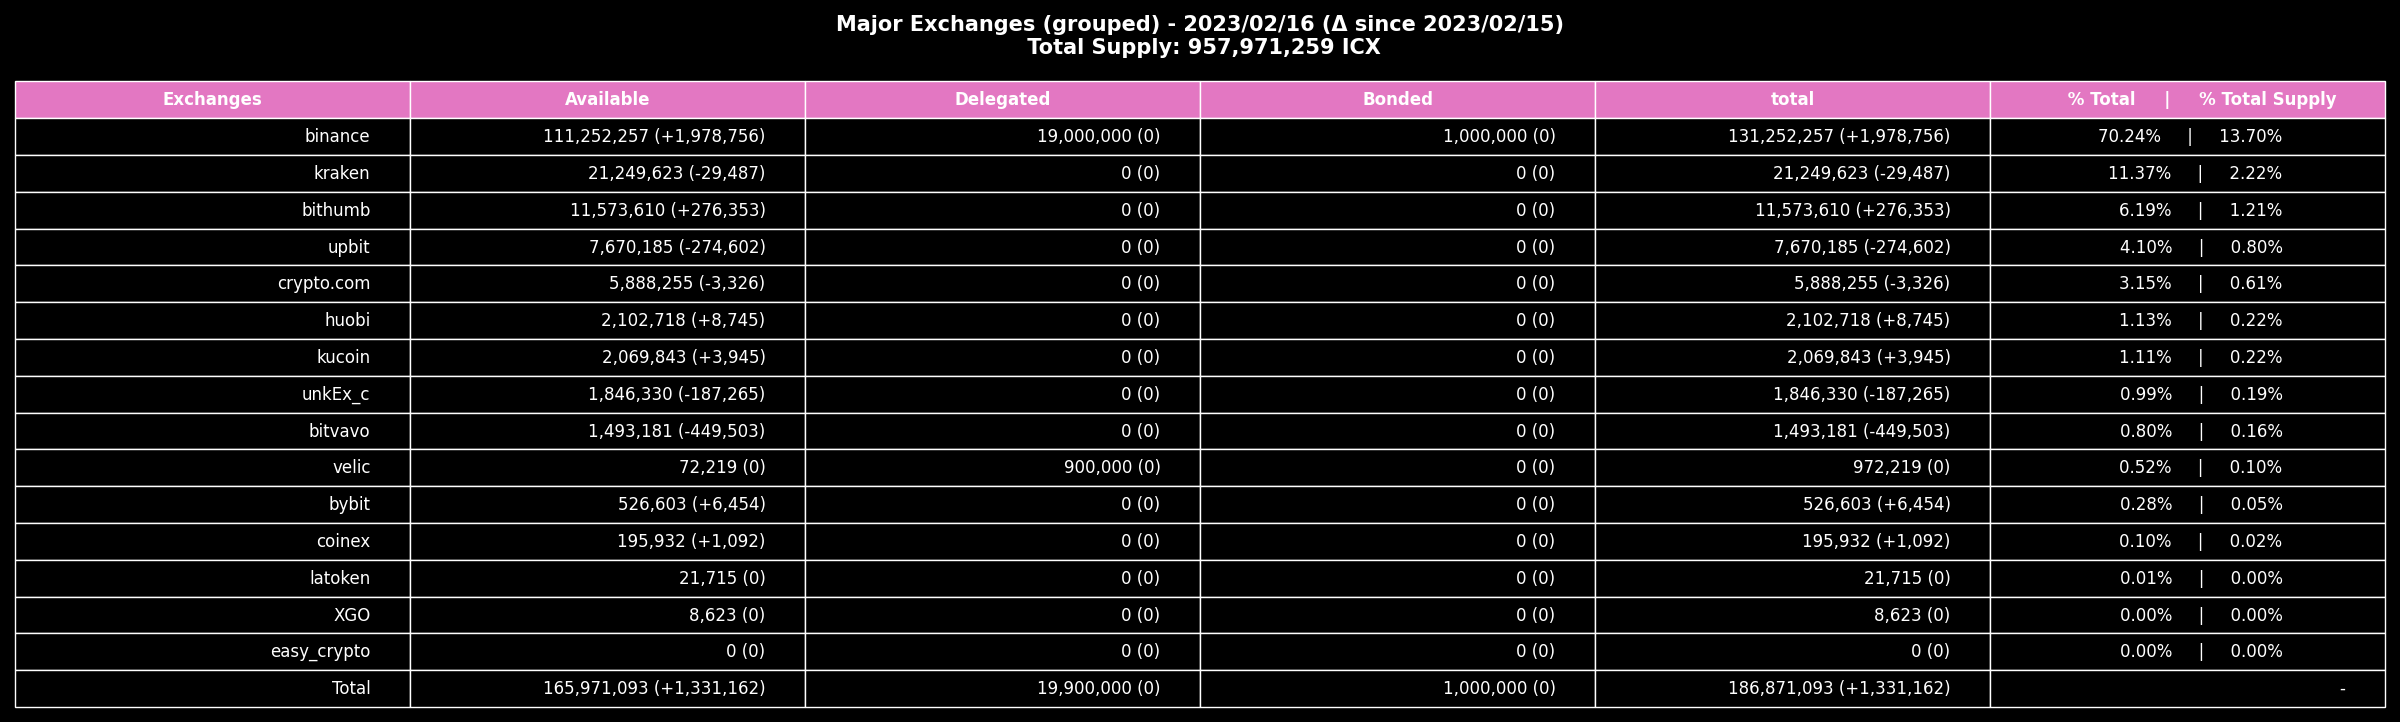 Major Exchanges (grouped) - 2023/02/16 (Δ since 2023/02/15)
Total Supply: 957,971,259 ICX
Exchanges Available Delegated Bonded total % Total | % Total Supply
binance 111,252,257 (+1,978,756) 19,000,000 (0) 1,000,000 (0) 131,252,257 (+1,978,756) 70.24% | 13.70%
kraken 21,249,623 (-29,487) 0 (0) 0 (0) 21,249,623 (-29,487) 11.37% | 2.22%
bithumb 11,573,610 (+276,353) 0 (0) 0 (0) 11,573,610 (+276,353) 6.19% | 1.21%
upbit 7,670,185 (-274,602) 0 (0) 0 (0) 7,670,185 (-274,602) 4.10% | 0.80%
crypto.com 5,888,255 (-3,326) 0 (0) 0 (0) 5,888,255 (-3,326) 3.15% | 0.61%
huobi 2,102,718 (+8,745) 0 (0) 0 (0) 2,102,718 (+8,745) 1.13% | 0.22%
kucoin 2,069,843 (+3,945) 0 (0) 0 (0) 2,069,843 (+3,945) 1.11% | 0.22%
unkEx_c 1,846,330 (-187,265) 0 (0) 0 (0) 1,846,330 (-187,265) 0.99% | 0.19%
bitvavo 1,493,181 (-449,503) 0 (0) 0 (0) 1,493,181 (-449,503) 0.80% | 0.16%
velic 72,219 (0) 900,000 (0) 0 (0) 972,219 (0) 0.52% | 0.10%
bybit 526,603 (+6,454) 0 (0) 0 (0) 526,603 (+6,454) 0.28% | 0.05%
coinex 195,932 (+1,092) 0 (0) 0 (0) 195,932 (+1,092) 0.10% | 0.02%
latoken 21,715 (0) 0 (0) 0 (0) 21,715 (0) 0.01% | 0.00%
XGO 8,623 (0) 0 (0) 0 (0) 8,623 (0) 0.00% | 0.00%
easy_crypto 0 (0) 0 (0) 0 (0) 0 (0) 0.00% | 0.00%
Total 165,971,093 (+1,331,162) 19,900,000 (0) 1,000,000 (0) 186,871,093 (+1,331,162) -